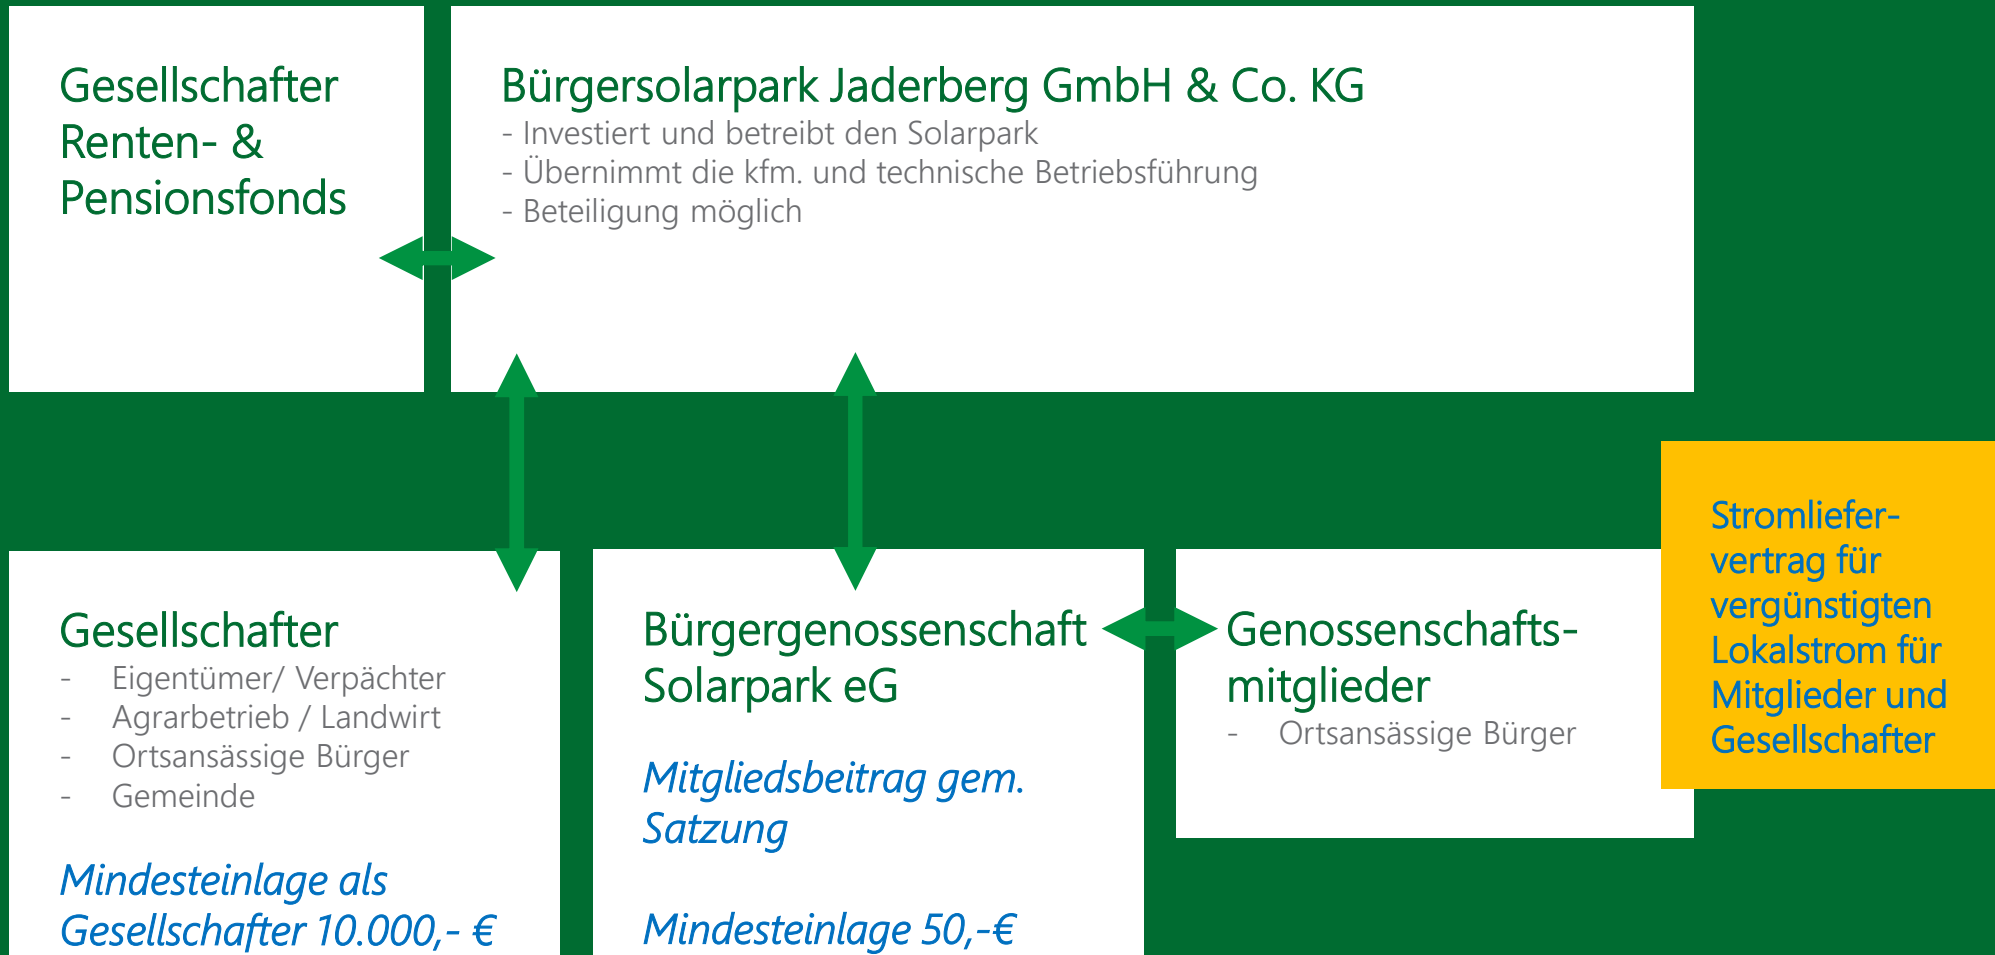 Gesellschafter
Renten- &
Pensionsfonds
Bürgersolarpark Jaderberg GmbH & Co. KG
- Investiert und betreibt den Solarpark
- Übernimmt die kfm. und technische Betriebsführung
- Beteiligung möglich
Gesellschafter
- Eigentümer/ Verpächter
- Agrarbetrieb / Landwirt
- Ortsansässige Bürger
- Gemeinde
Mindesteinlage als
Gesellschafter 10.000,- €
Bürgergenossenschaft
Solarpark eG
Mitgliedsbeitrag gem.
Satzung
Mindesteinlage 50,-€
Genossenschafts-
mitglieder
- Ortsansässige Bürger
Stromliefer-
vertrag für
vergünstigten
Lokalstrom für
Mitglieder und
Gesellschafter